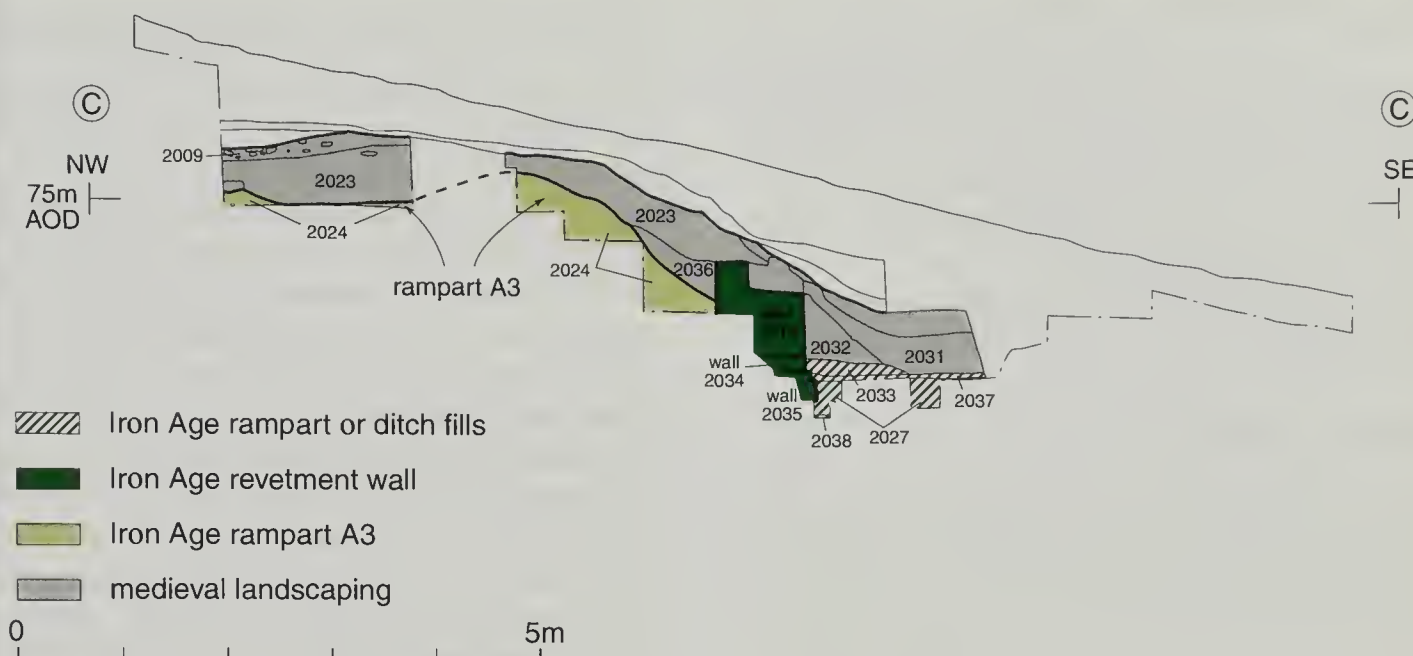 C
C
NW
SE
75m
AOD
2009
2023
2024
rampart A3
2023
2024
2036
wall
2034
2032
2031
wall
2035
2033
2037
2038
2027
Iron Age rampart or ditch fills
Iron Age revetment wall
Iron Age rampart A3
medieval landscaping
0
5m